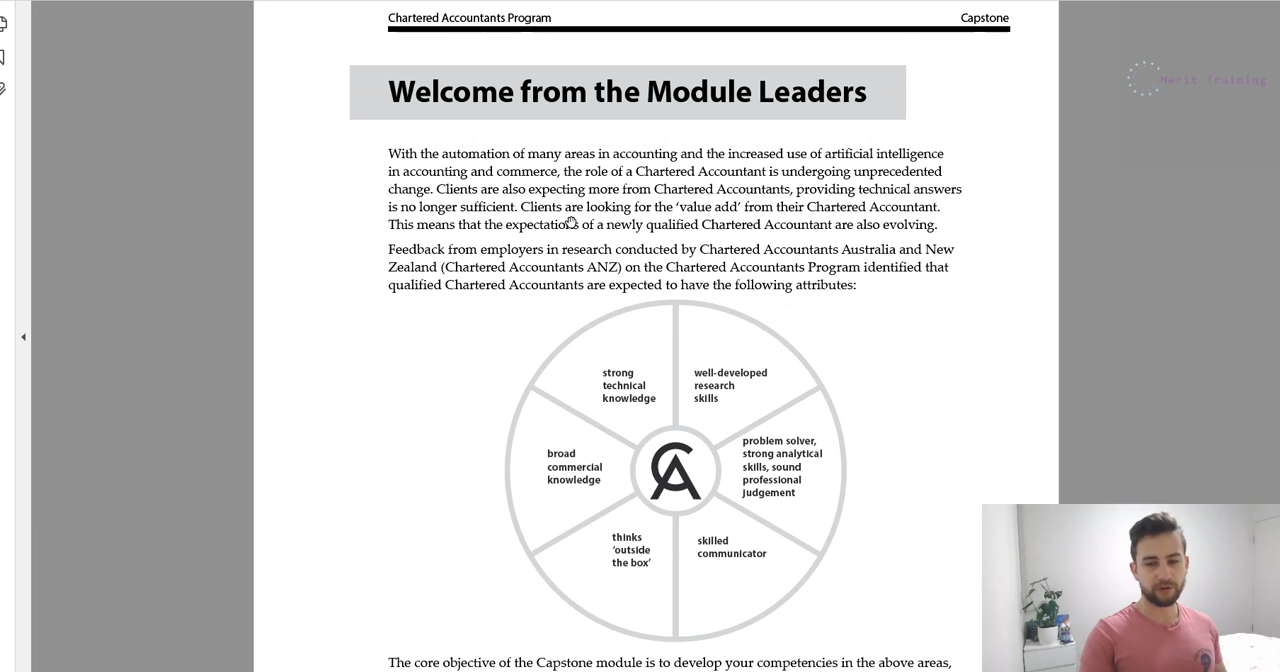 Chartered Accountants Program
Capstone
Merit Training
Welcome from the Module Leaders
With the automation of many areas in accounting and the increased use of artificial intelligence
in accounting and commerce, the role of a Chartered Accountant is undergoing unprecedented
change. Clients are also expecting more from Chartered Accountants, providing technical answers
is no longer sufficient. Clients are looking for the ‘value add’ from their Chartered Accountant.
This means that the expectations of a newly qualified Chartered Accountant are also evolving.
Feedback from employers in research conducted by Chartered Accountants Australia and New
Zealand (Chartered Accountants ANZ) on the Chartered Accountants Program identified that
qualified Chartered Accountants are expected to have the following attributes:
strong
technical
knowledge
well-developed
research
skills
broad
commercial
knowledge
CA
problem solver,
strong analytical
skills, sound
professional
judgement
thinks
‘outside
the box’
skilled
communicator
The core objective of the Capstone module is to develop your competencies in the above areas,